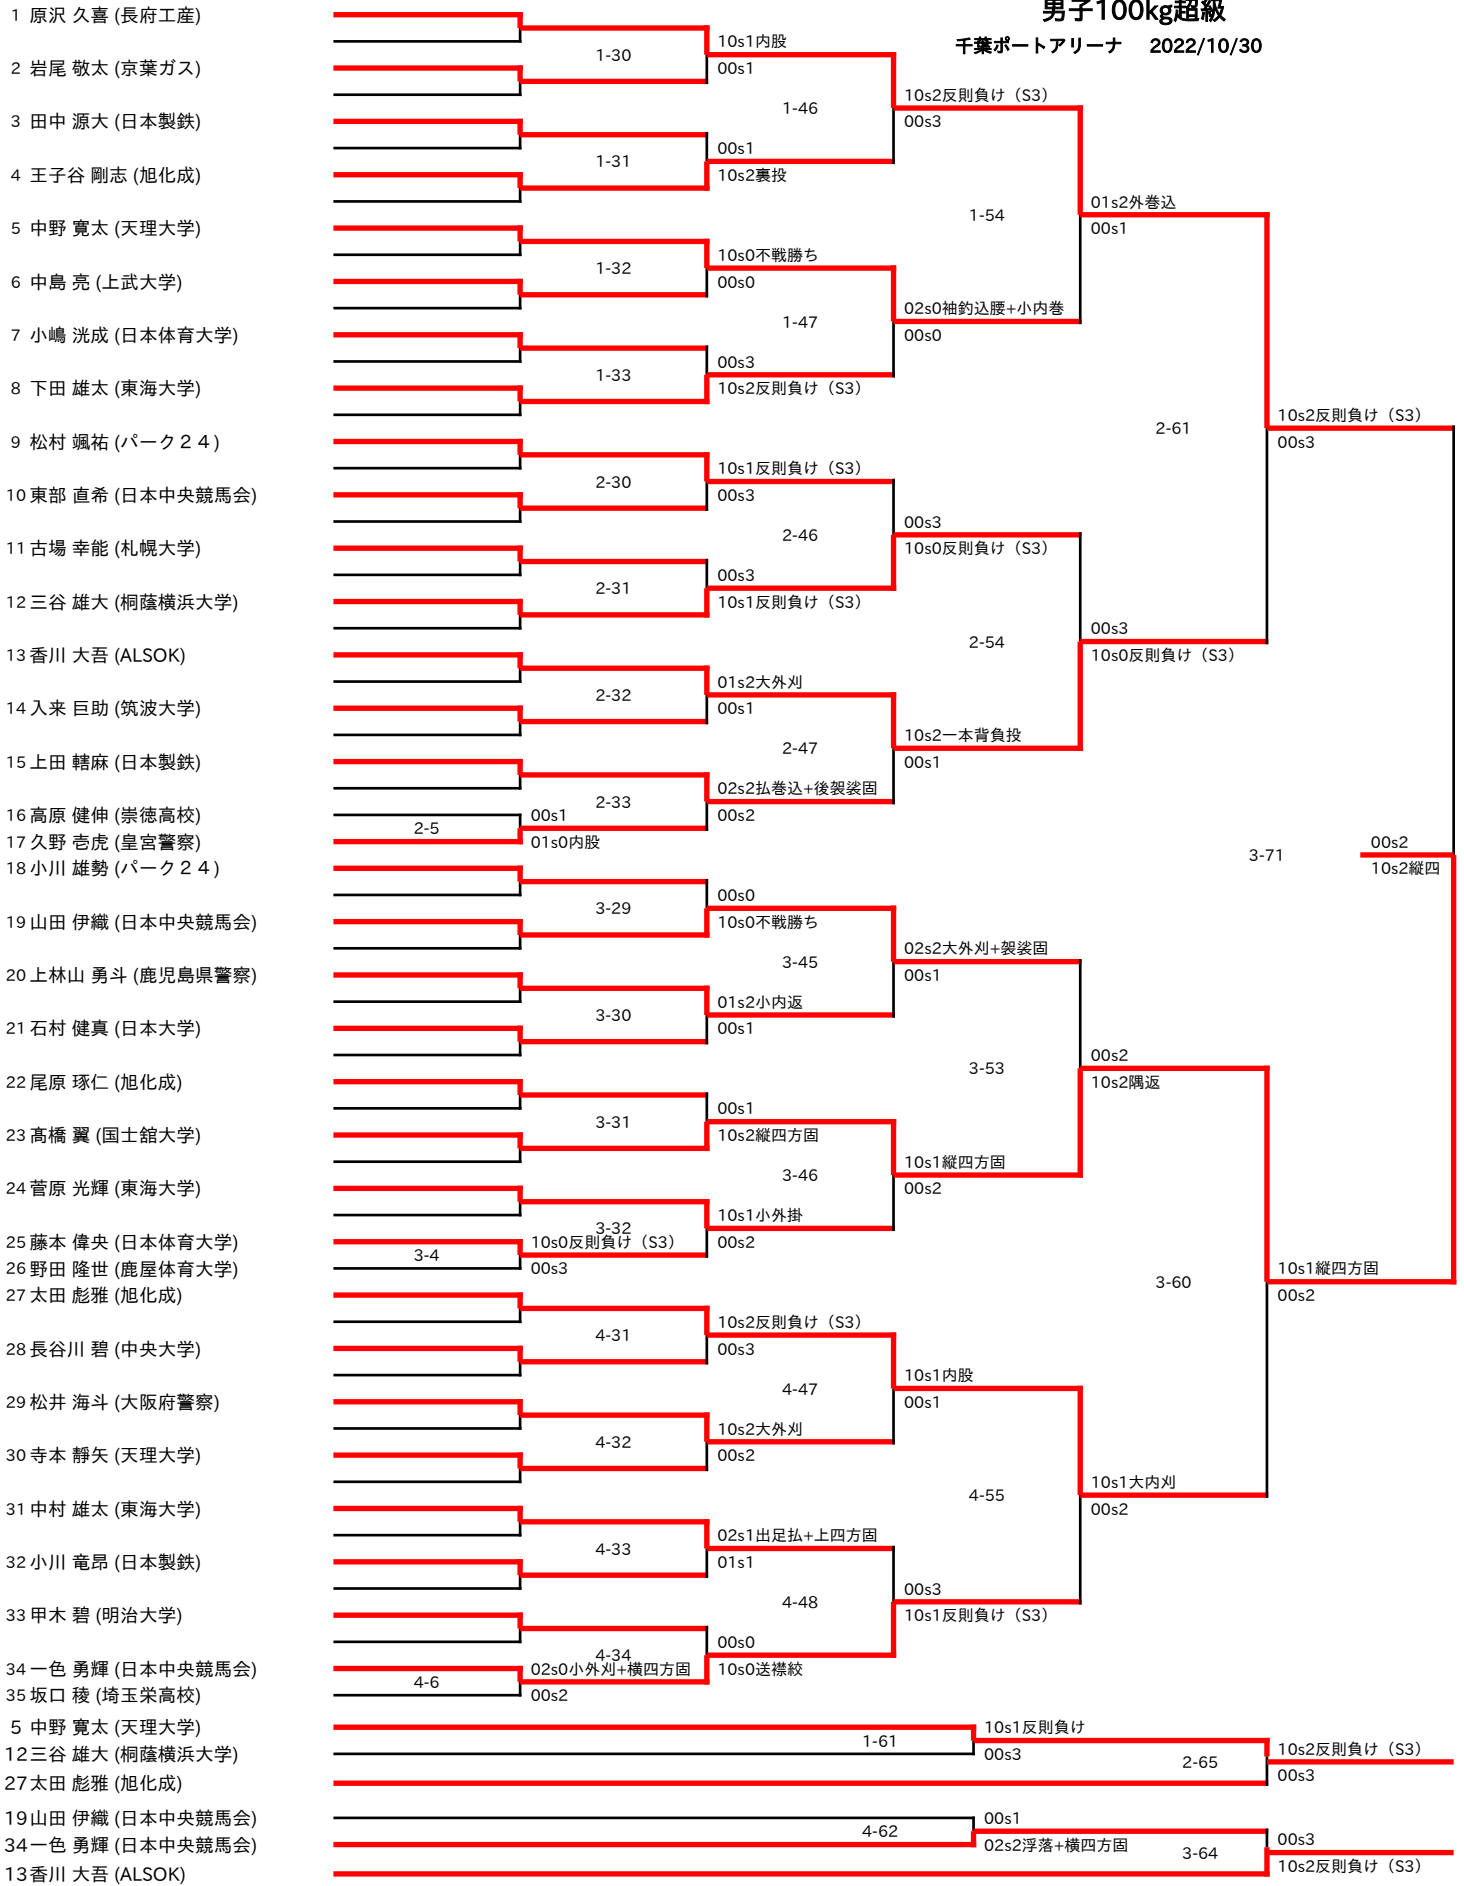 男子100kg超級
千葉ポートアリーナ 2022/10/30
1 原沢 久喜 (長府工産)
2 岩尾 敬太 (京葉ガス)
3 田中 源大 (日本製鉄)
4 王子谷 剛志 (旭化成)
5 中野 寛太 (天理大学)
6 中島 亮 (上武大学)
7 小嶋 洸成 (日本体育大学)
8 下田 雄太 (東海大学)
9 松村 颯祐 (パーク２４)
10 東部 直希 (日本中央競馬会)
11 古場 幸能 (札幌大学)
12 三谷 雄大 (桐蔭横浜大学)
13 香川 大吾 (ALSOK)
14 入来 巨助 (筑波大学)
15 上田 轄麻 (日本製鉄)
16 高原 健伸 (崇徳高校)
17 久野 壱虎 (皇宮警察)
18 小川 雄勢 (パーク２４)
19 山田 伊織 (日本中央競馬会)
20 上林山 勇斗 (鹿児島県警察)
21 石村 健真 (日本大学)
22 尾原 琢仁 (旭化成)
23 髙橋 翼 (国士舘大学)
24 菅原 光輝 (東海大学)
25 藤本 偉央 (日本体育大学)
26 野田 隆世 (鹿屋体育大学)
27 太田 彪雅 (旭化成)
28 長谷川 碧 (中央大学)
29 松井 海斗 (大阪府警察)
30 寺本 靜矢 (天理大学)
31 中村 雄太 (東海大学)
32 小川 竜昂 (日本製鉄)
33 甲木 碧 (明治大学)
34 一色 勇輝 (日本中央競馬会)
35 坂口 稜 (埼玉栄高校)
2-5
00s1
01s0内股
3-4
10s0反則負け（S3）
00s3
4-6
02s0小外刈+横四方固
00s2
1-30
10s1内股
00s1
1-31
00s1
10s2裏投
1-32
10s0不戦勝ち
00s0
1-33
00s3
10s2反則負け（S3）
2-30
10s1反則負け（S3）
00s3
2-31
00s3
10s1反則負け（S3）
2-32
01s2大外刈
00s1
2-33
02s2払巻込+後袈裟固
00s2
3-29
00s0
10s0不戦勝ち
3-30
01s2小内返
00s1
3-31
00s1
10s2縦四方固
3-32
10s1小外掛
00s2
4-31
10s2反則負け（S3）
00s3
4-32
10s2大外刈
00s2
4-33
02s1出足払+上四方固
01s1
4-34
00s0
10s0送襟絞
1-46
10s2反則負け（S3）
00s3
1-47
02s0袖釣込腰+小内巻
00s0
2-46
00s3
10s0反則負け（S3）
2-47
10s2一本背負投
00s1
3-45
02s2大外刈+袈裟固
00s1
3-46
10s1縦四方固
00s2
4-47
10s1内股
00s1
4-48
00s3
10s1反則負け（S3）
1-54
01s2外巻込
00s1
2-54
00s3
10s0反則負け（S3）
3-53
00s2
10s2隅返
4-55
10s1大内刈
00s2
2-61
10s2反則負け（S3）
00s3
3-60
10s1縦四方固
00s2
3-71
00s2
10s2縦四
5 中野 寛太 (天理大学)
12 三谷 雄大 (桐蔭横浜大学)
27 太田 彪雅 (旭化成)
1-61
10s1反則負け
00s3
2-65
10s2反則負け（S3）
00s3
19 山田 伊織 (日本中央競馬会)
34 一色 勇輝 (日本中央競馬会)
13 香川 大吾 (ALSOK)
4-62
00s1
02s2浮落+横四方固
3-64
00s3
10s2反則負け（S3）